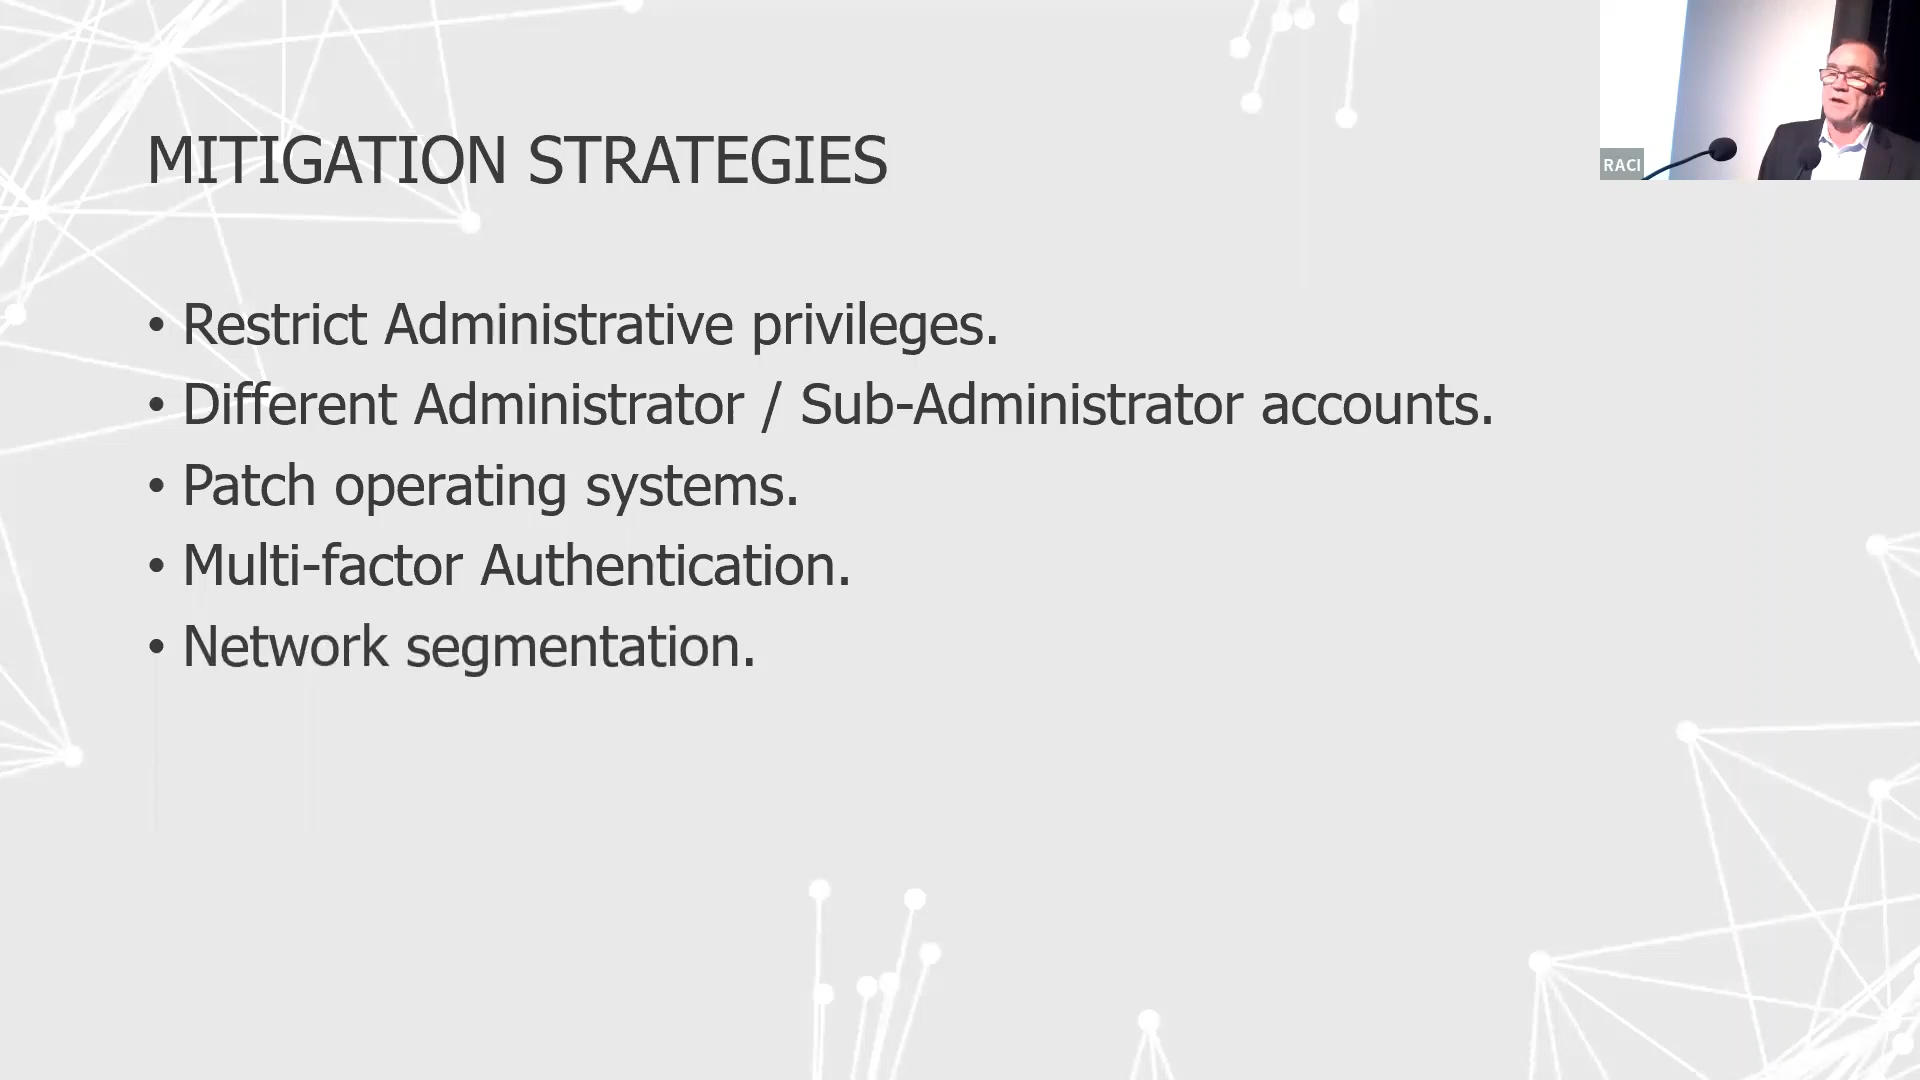 RACI
MITIGATION STRATEGIES
• Restrict Administrative privileges.
• Different Administrator / Sub-Administrator accounts.
• Patch operating systems.
• Multi-factor Authentication.
• Network segmentation.